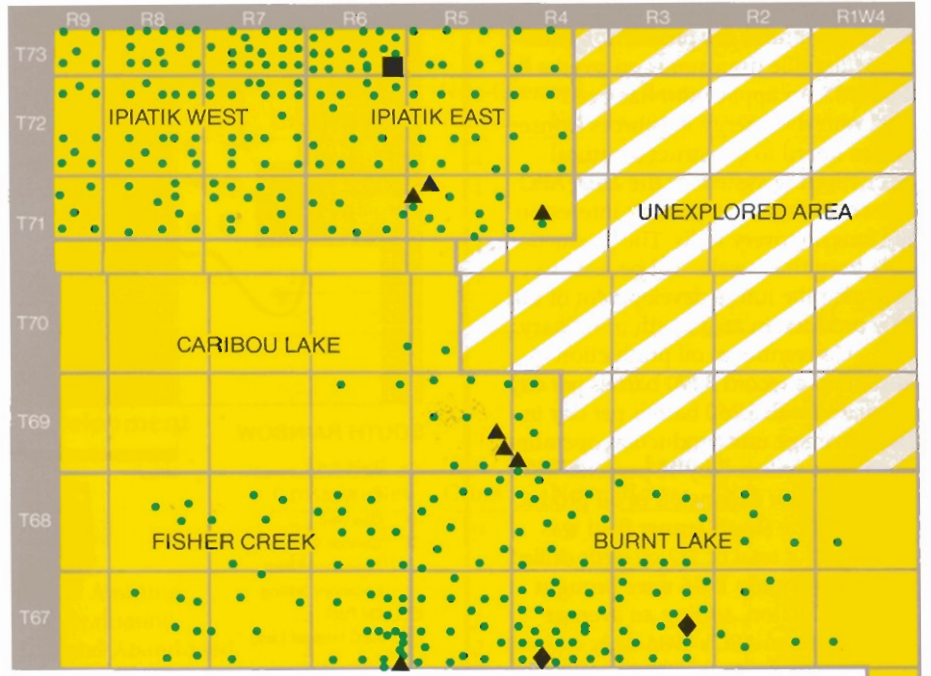 R9 R8 R7 R6 R5 R4 R3 R2 R1W4
T73
IPIATIK WEST IPIATIK EAST
T72
T71 UNEXPLORED AREA
T70
CARIBOU LAKE
T69
T68
FISHER CREEK BURNT LAKE
T67